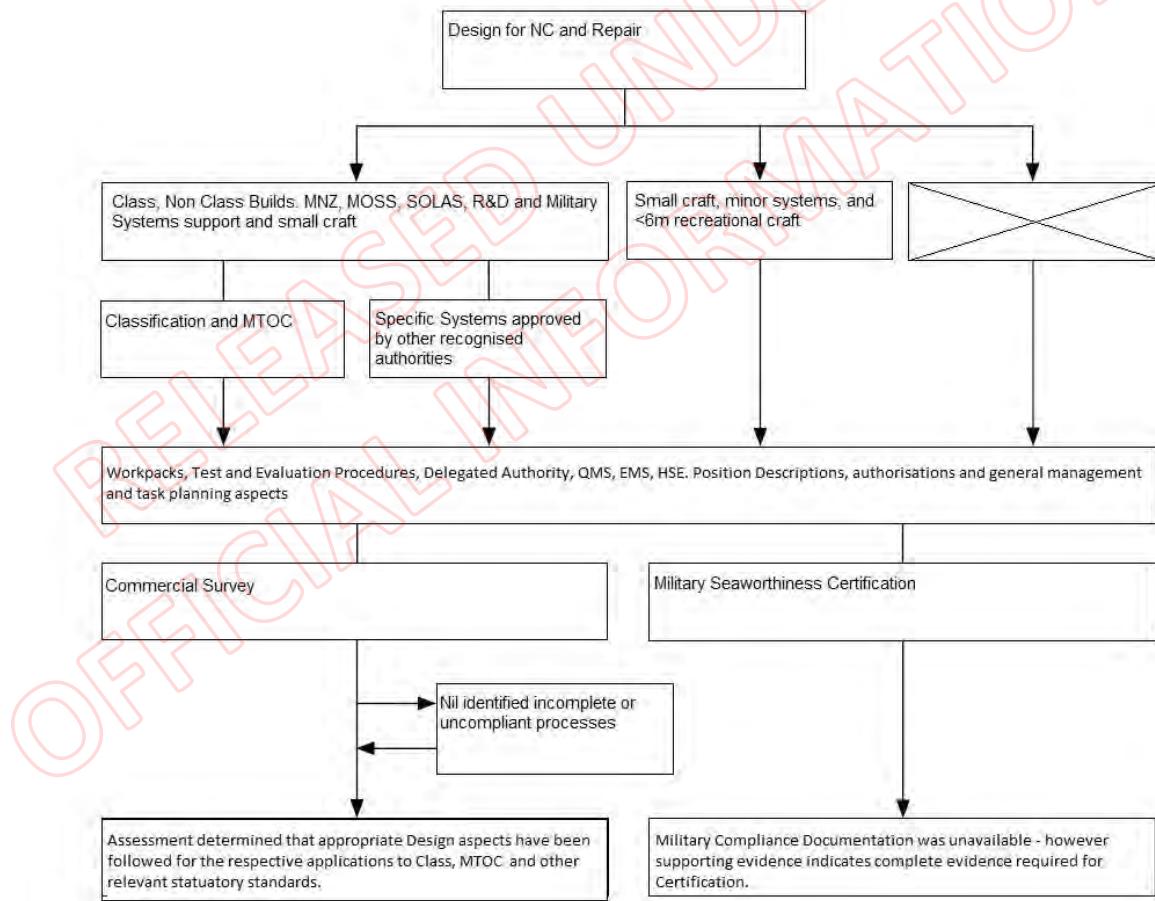 Design for NC and Repair
Class, Non Class Builds. MNZ, MOSS, SOLAS, R&D and Military
Systems support and small craft
Small craft, minor systems, and
<6m recreational craft
Classification and MTOC
Specific Systems approved
by other recognised
authorities
Workpacks, Test and Evaluation Procedures, Delegated Authority, QMS, EMS, HSE. Position Descriptions, authorisations and general management
and task planning aspects
Commercial Survey
Military Seaworthiness Certification
Nil identified incomplete or
uncompliant processes
Assessment determined that appropriate Design aspects have been
followed for the respective applications to Class, MTOC and other
relevant statuatory standards.
Military Compliance Documentation was unavailable - however
supporting evidence indicates complete evidence required for
Certification.
RELEASED UNDE
OFFICIAL INFORMATION